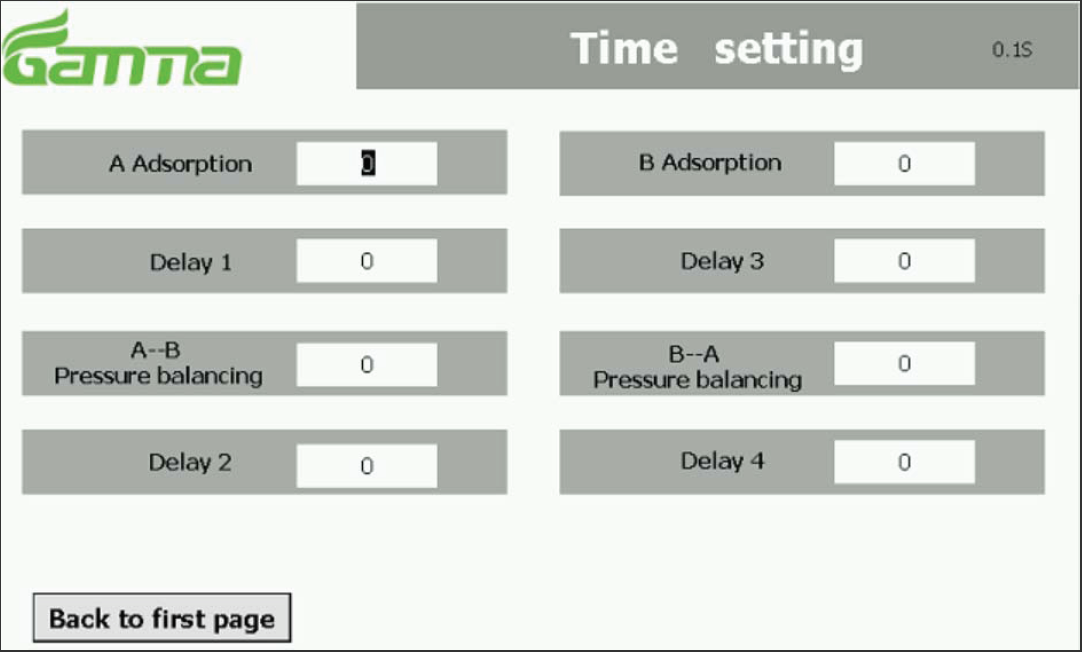 Gamma
Time setting
0.1S
A Adsorption 0
B Adsorption 0
Delay 1 0
Delay 3 0
A--B
Pressure balancing 0
B--A
Pressure balancing 0
Delay 2 0
Delay 4 0
Back to first page